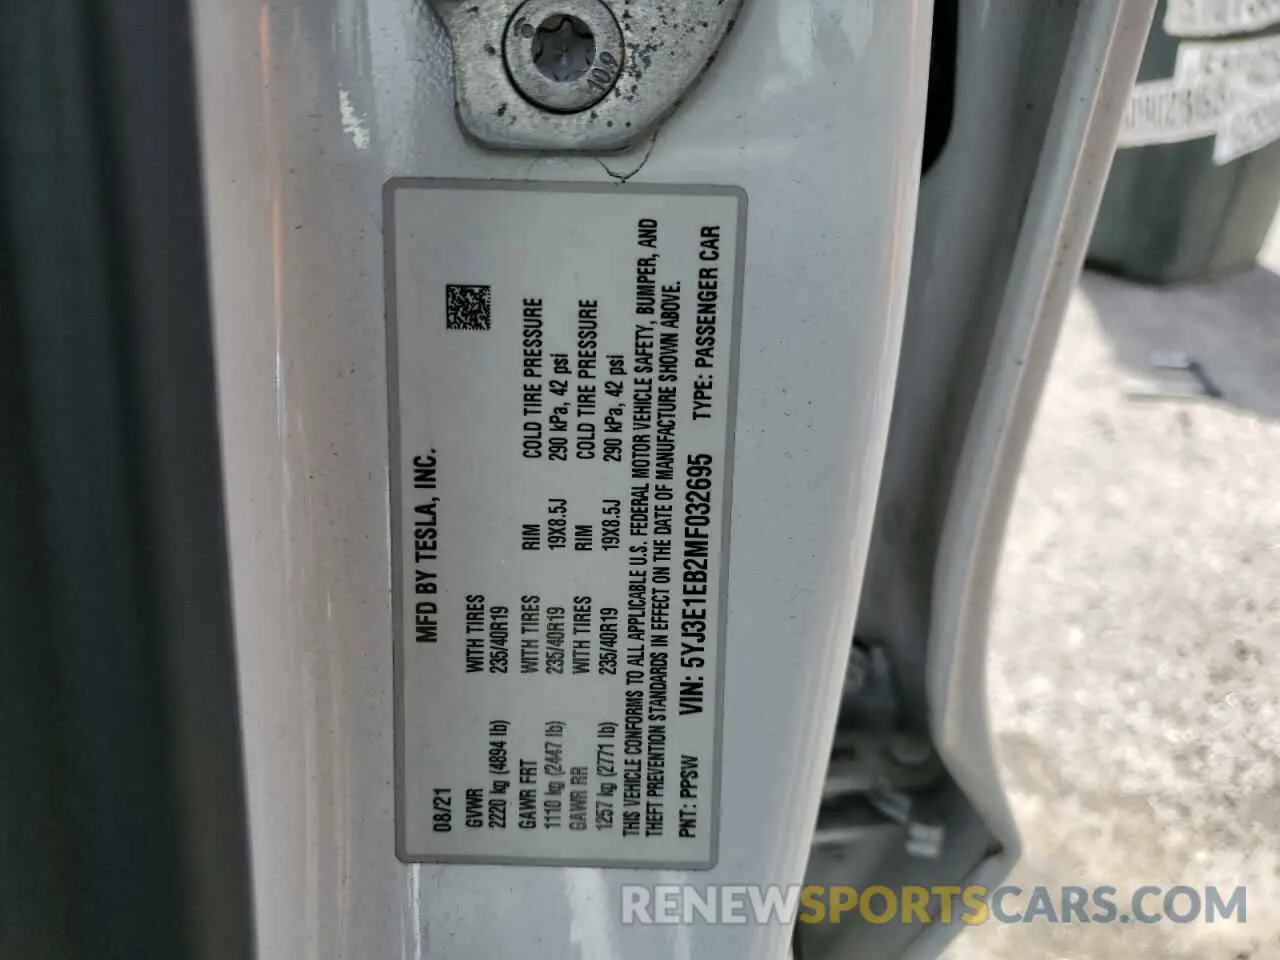 MFD BY TESLA, INC.
08/21
GVWR WITH TIRES
2220 kg (4894 lb) 235/40R19
GAWR FRT WITH TIRES RIM COLD TIRE PRESSURE
1110 kg (2447 lb) 235/40R19 19X8.5J 290 kPa, 42 psi
GAWR RR WITH TIRES RIM COLD TIRE PRESSURE
1257 kg (2771 lb) 235/40R19 19X8.5J 290 kPa, 42 psi
THIS VEHICLE CONFORMS TO ALL APPLICABLE U.S. FEDERAL MOTOR VEHICLE SAFETY, BUMPER, AND
THEFT PREVENTION STANDARDS IN EFFECT ON THE DATE OF MANUFACTURE SHOWN ABOVE.
PNT: PPSW VIN: 5YJ3E1EB2MF032695 TYPE: PASSENGER CAR
10.9
RENEWSPORTSCARS.COM